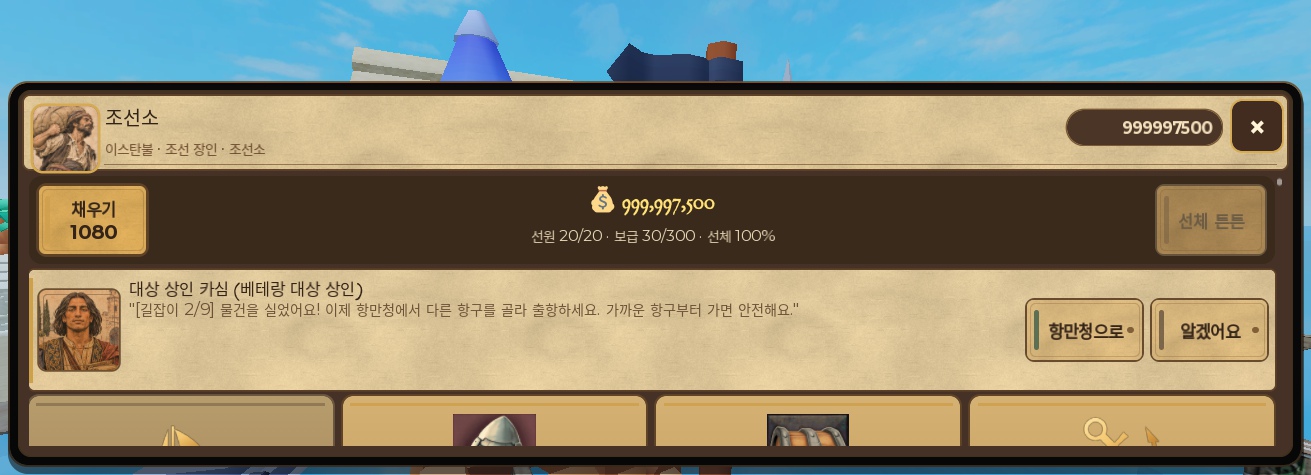 조선소
이스탄불 · 조선 장인 · 조선소
999997500
×
채우기
1080
999,997,500
선원 20/20 · 보급 30/300 · 선체 100%
선체 튼튼
대상 상인 카심 (베테랑 대상 상인)
"[길잡이 2/9] 물건을 실었어요! 이제 항만청에서 다른 항구를 골라 출항하세요. 가까운 항구부터 가면 안전해요."
항만청으로
알겠어요